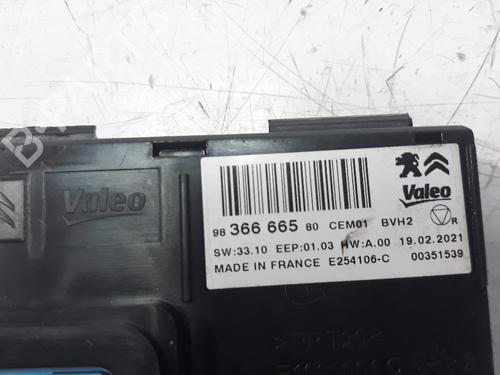 B-PARTS
Valeo
98 366 665 80 CEM01 BVH2
Valeo
R
SW:33.10 EEP:01.03 HW:A.00 19.02.2021
MADE IN FRANCE E254106-C 00351539